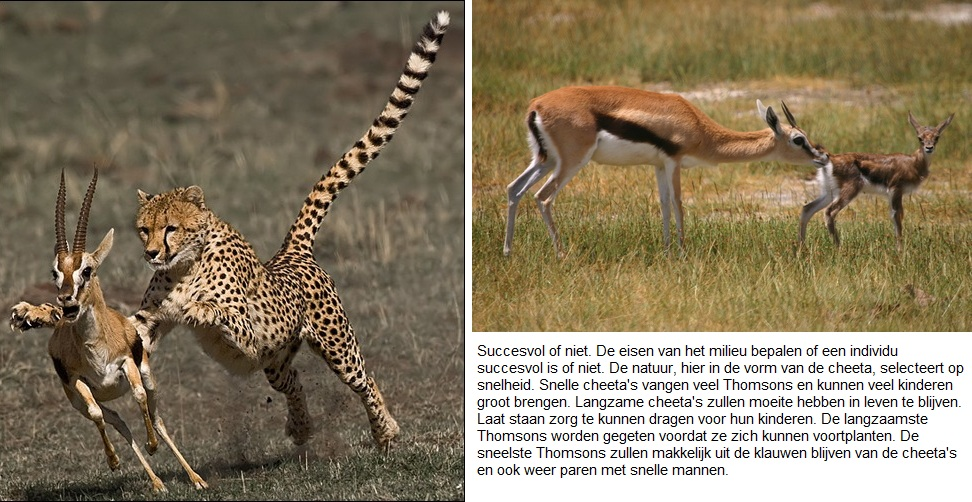 Succesvol of niet. De eisen van het milieu bepalen of een individu
succesvol is of niet. De natuur, hier in de vorm van de cheeta, selecteert op
snelheid. Snelle cheeta's vangen veel Thomsons en kunnen veel kinderen
groot brengen. Langzame cheeta's zullen moeite hebben in leven te blijven.
Laat staan zorg te kunnen dragen voor hun kinderen. De langzaamste
Thomsons worden gegeten voordat ze zich kunnen voortplanten. De
sneelste Thomsons zullen makkelijk uit de klauwen blijven van de cheeta's
en ook weer paren met snelle mannen.